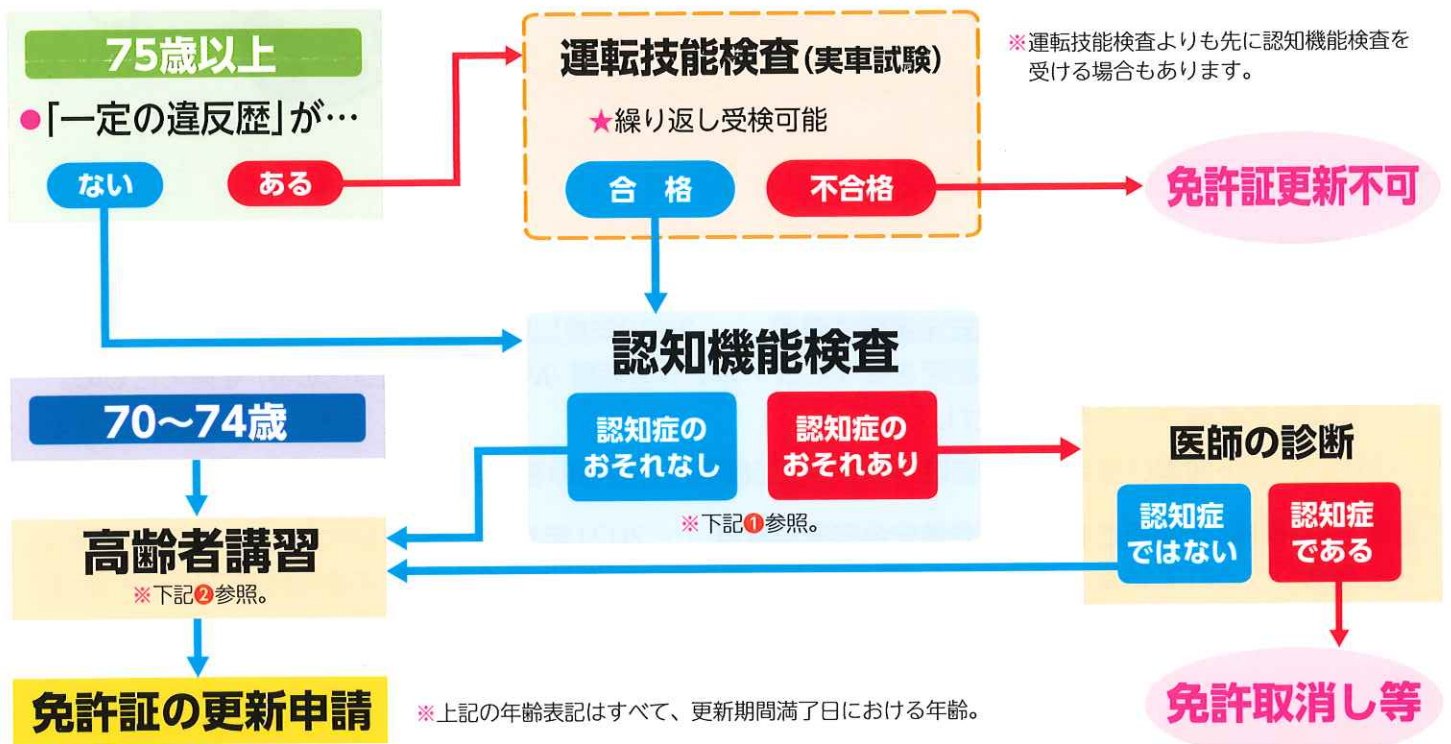 75歳以上
●「一定の違反歴」が…
ない
ある
運転技能検査(実車試験)
★繰り返し受検可能
合 格
不合格
※運転技能検査よりも先に認知機能検査を
受ける場合もあります。
免許証更新不可
認知機能検査
認知症の
おそれなし
認知症の
おそれあり
※下記❶参照。
70〜74歳
高齢者講習
※下記❷参照。
医師の診断
認知症
ではない
認知症
である
免許証の更新申請
※上記の年齢表記はすべて、更新期間満了日における年齢。
免許取消し等